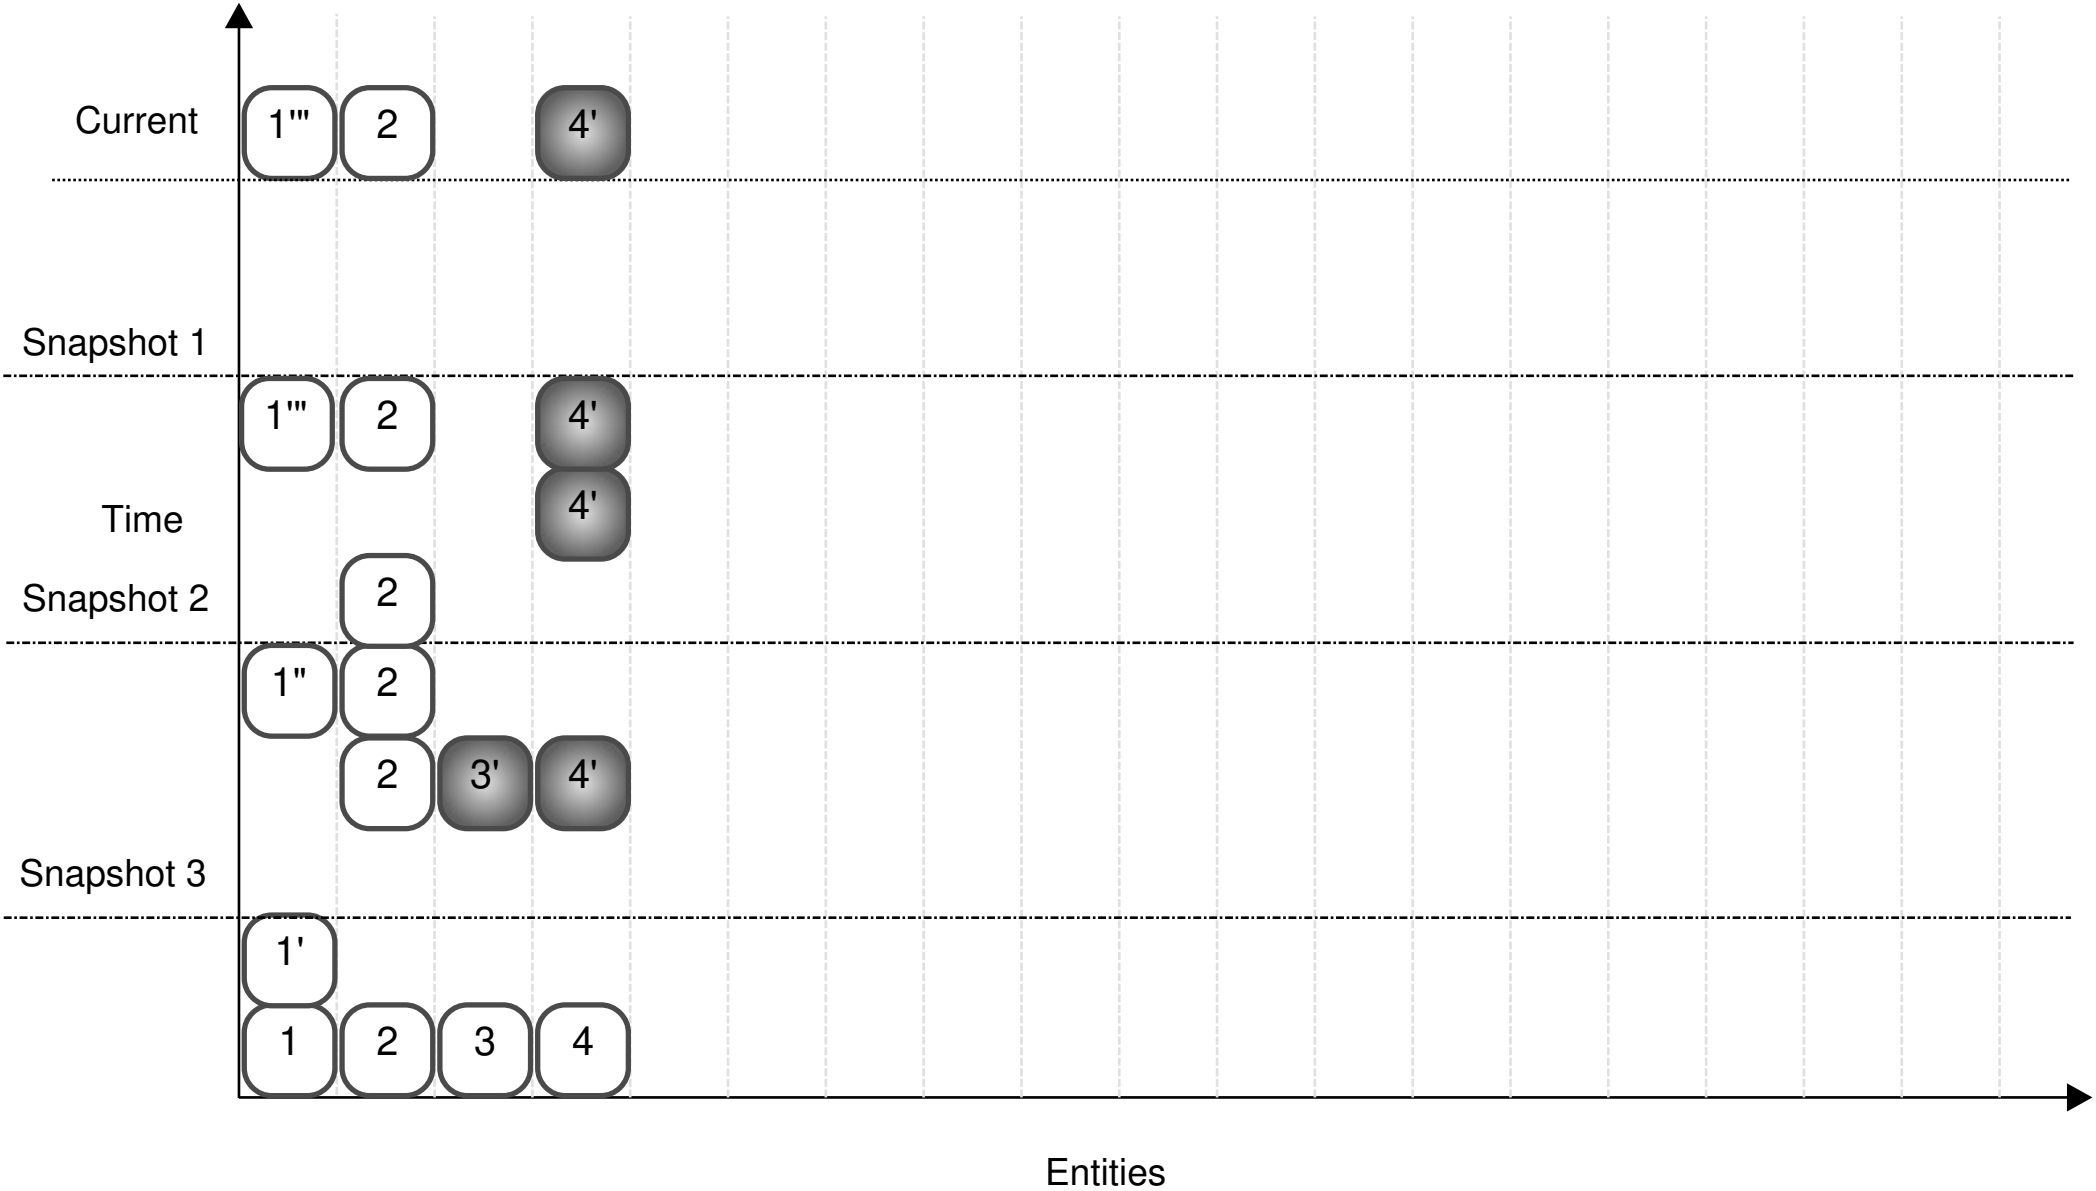 Current 1''' 2 4'
Snapshot 1
1''' 2 4'
Time 4'
Snapshot 2 2
1'' 2
2 3' 4'
Snapshot 3
1'
1 2 3 4
Entities